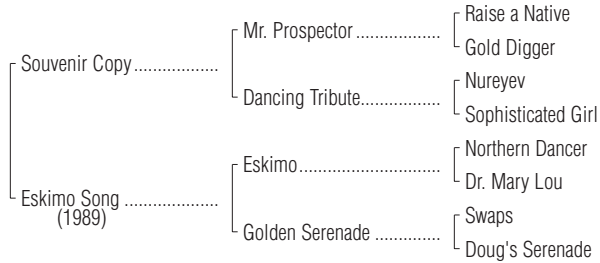 Raise a Native
Mr. Prospector ..................
Gold Digger
Souvenir Copy..................
Nureyev
Dancing Tribute.................
Sophisticated Girl
Northern Dancer
Eskimo..............................
Dr. Mary Lou
Eskimo Song ....................
(1989)
Swaps
Golden Serenade ..............
Doug's Serenade